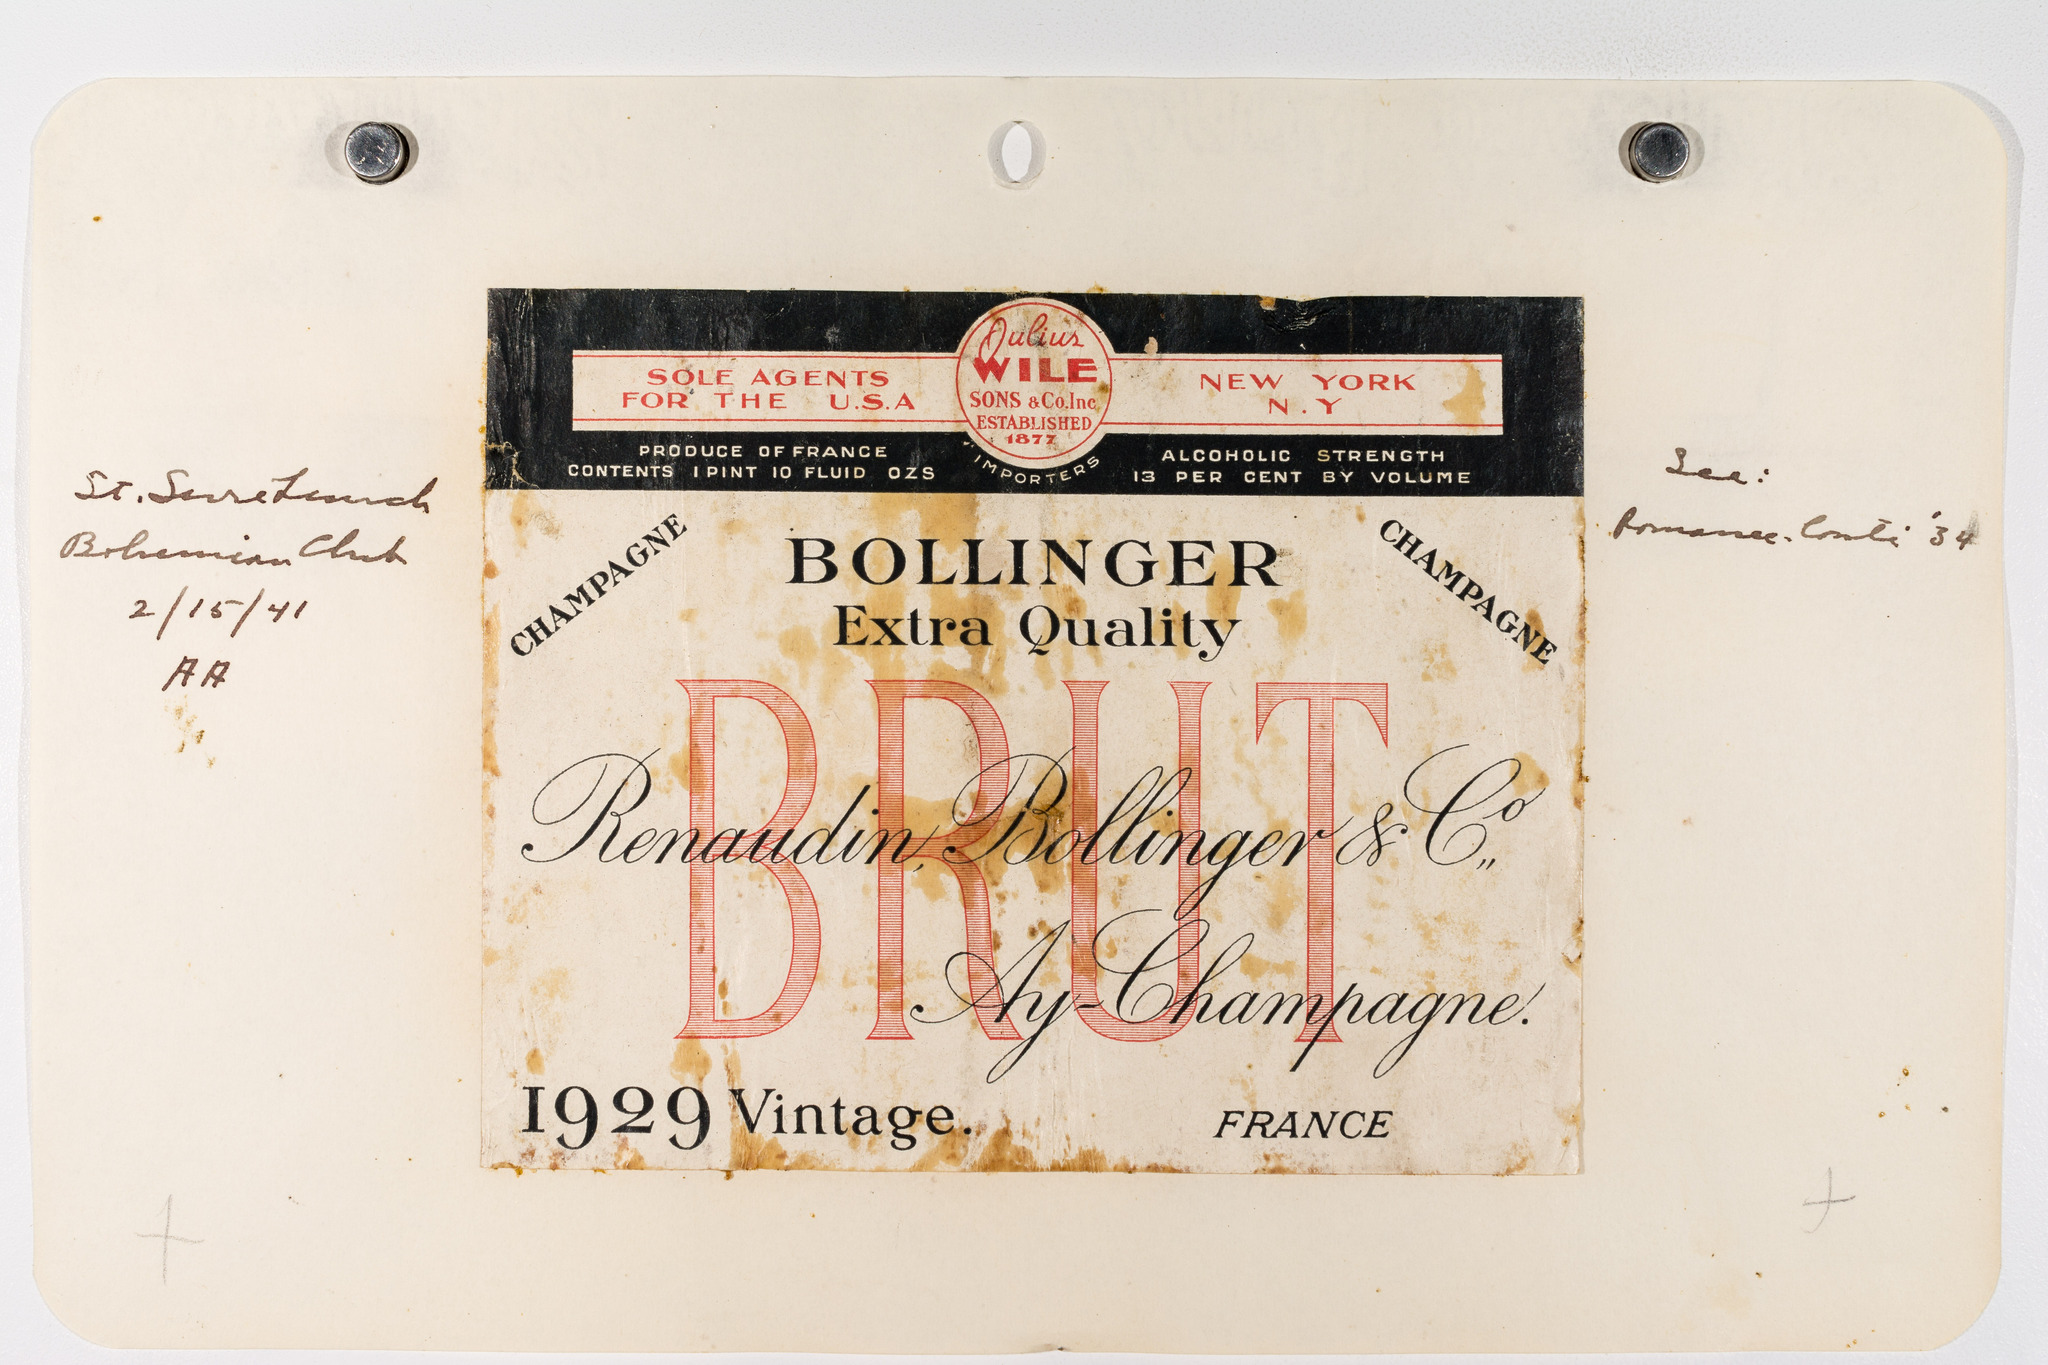 Julius
WILE
SONS & Co. Inc
ESTABLISHED
1877
IMPORTERS
SOLE AGENTS
FOR THE U.S.A
NEW YORK
N.Y
PRODUCE OF FRANCE
CONTENTS 1 PINT 10 FLUID OZS
ALCOHOLIC STRENGTH
13 PER CENT BY VOLUME
CHAMPAGNE
BOLLINGER
Extra Quality
CHAMPAGNE
BRUT
Renaudin, Bollinger & Co.,
Ay-Champagne.
1929 Vintage.
FRANCE
St.
Bohemian Club
2/15/41
AA
See:
Romanee-Conti '34